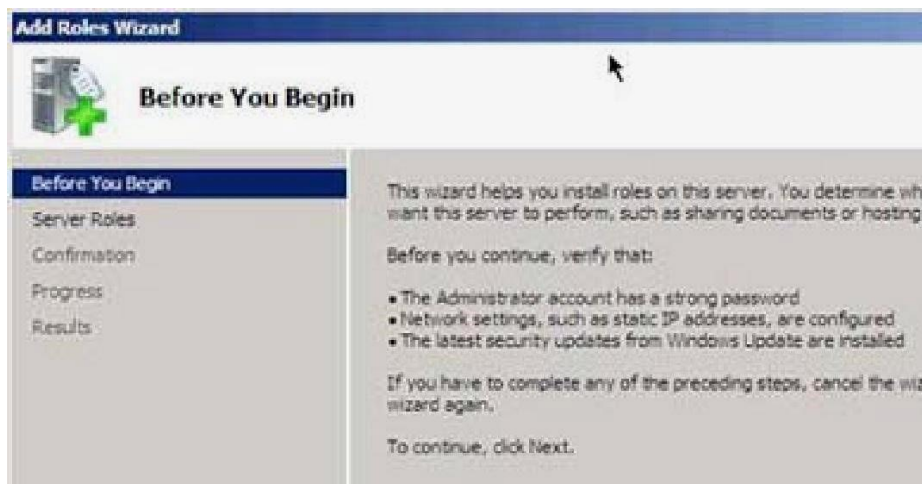 Add Roles Wizard
Before You Begin
Before You Begin
Server Roles
Confirmation
Progress
Results
This wizard helps you install roles on this server. You determine
want this server to perform, such as sharing documents or hosting
Before you continue, verify that:
• The Administrator account has a strong password
• Network settings, such as static IP addresses, are configured
• The latest security updates from Windows Update are installed
If you have to complete any of the preceding steps, cancel the
wizard again.
To continue, click Next.